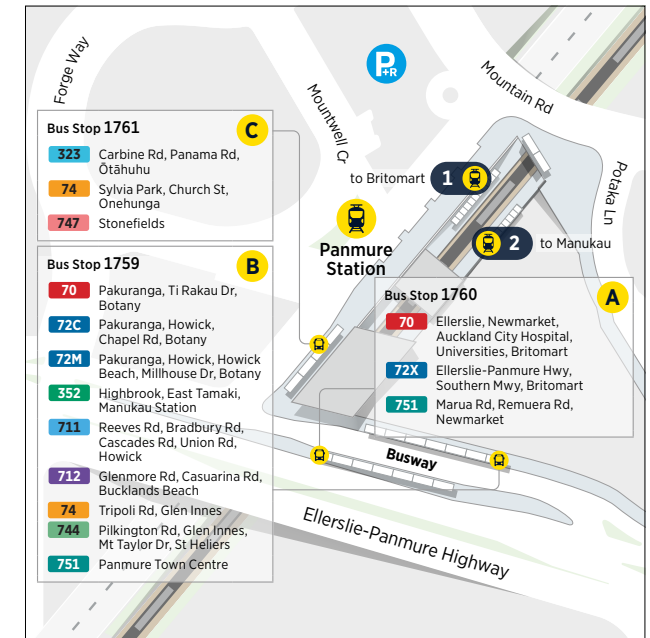 Forge Way
P+R
Mountain Rd
Mountwell Cr
Potaka Ln
Bus Stop 1761
C
323 Carbine Rd, Panama Rd,
Ōtāhuhu
74 Sylvia Park, Church St,
Onehunga
747 Stonefields
to Britomart 1
2 to Manukau
Panmure
Station
Bus Stop 1759
B
70 Pakuranga, Ti Rakau Dr,
Botany
72C Pakuranga, Howick,
Chapel Rd, Botany
72M Pakuranga, Howick, Howick
Beach, Millhouse Dr, Botany
352 Highbrook, East Tamaki,
Manukau Station
711 Reeves Rd, Bradbury Rd,
Cascades Rd, Union Rd,
Howick
712 Glenmore Rd, Casuarina Rd,
Bucklands Beach
74 Tripoli Rd, Glen Innes
744 Pilkington Rd, Glen Innes,
Mt Taylor Dr, St Heliers
751 Panmure Town Centre
Bus Stop 1760
A
70 Ellerslie, Newmarket,
Auckland City Hospital,
Universities, Britomart
72X Ellerslie-Panmure Hwy,
Southern Mwy, Britomart
751 Marua Rd, Remuera Rd,
Newmarket
Busway
Ellerslie-Panmure Highway